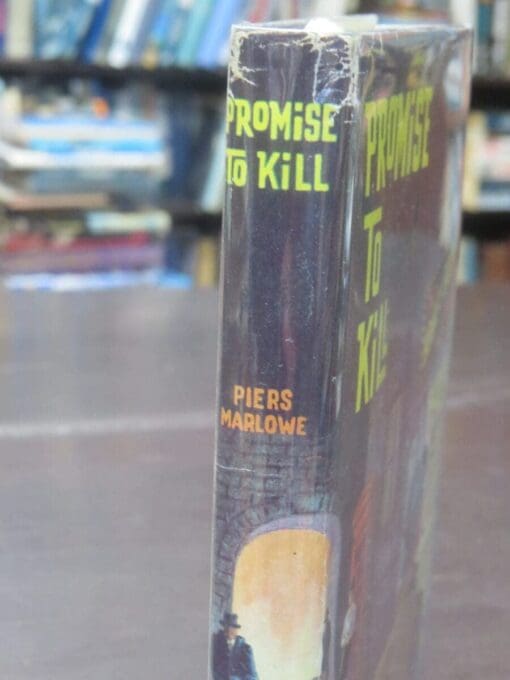 PROMiSE
To KiLL
PiERS
MARLOWE
PROMiSE
To
KiLL